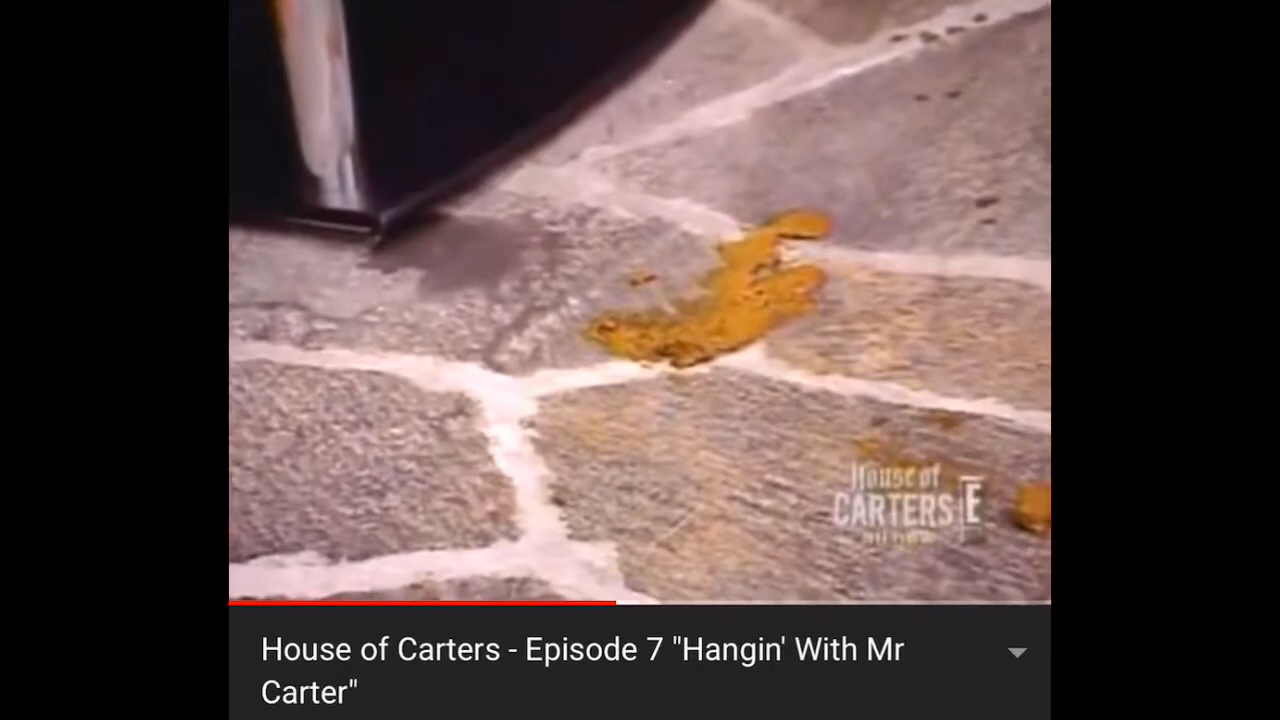 House of
CARTERS E
House of Carters - Episode 7 "Hangin' With Mr
Carter"